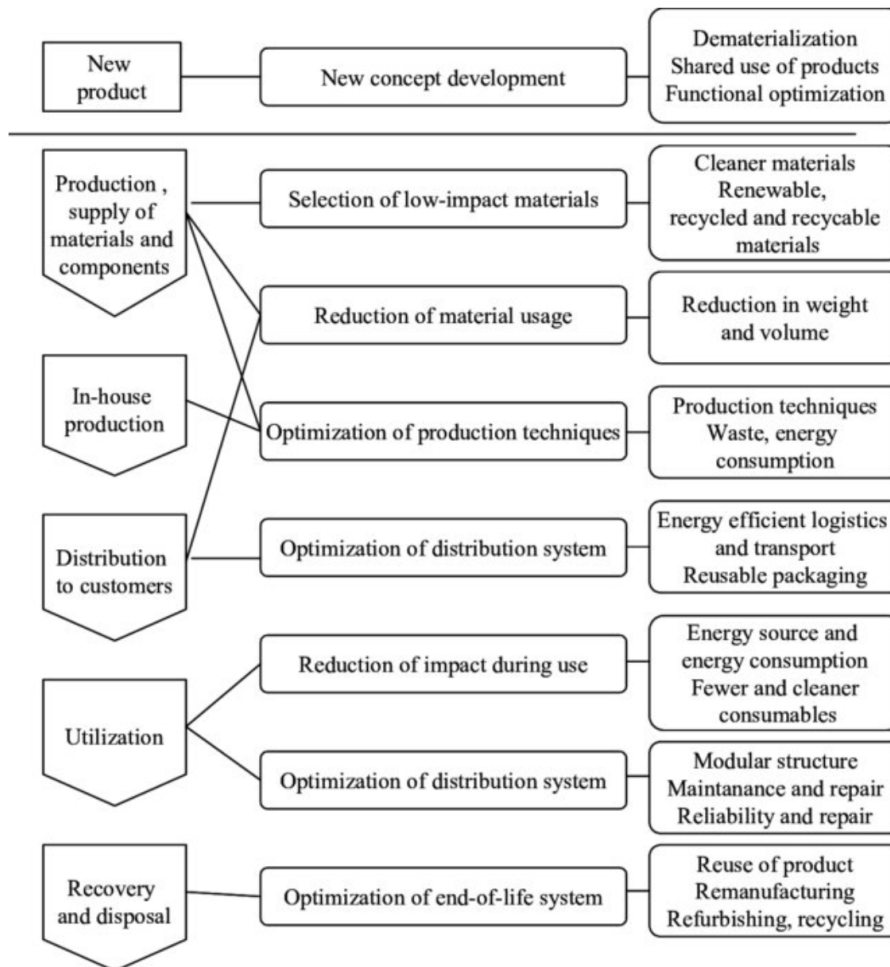 New
product
New concept development
Dematerialization
Shared use of products
Functional optimization
Production ,
supply of
materials and
components
Selection of low-impact materials
Cleaner materials
Renewable,
recycled and recycable
materials
Reduction of material usage
Reduction in weight
and volume
In-house
production
Optimization of production techniques
Production techniques
Waste, energy
consumption
Distribution
to customers
Optimization of distribution system
Energy efficient logistics
and transport
Reusable packaging
Utilization
Reduction of impact during use
Energy source and
energy consumption
Fewer and cleaner
consumables
Optimization of distribution system
Modular structure
Maintanance and repair
Reliability and repair
Recovery
and disposal
Optimization of end-of-life system
Reuse of product
Remanufacturing
Refurbishing, recycling